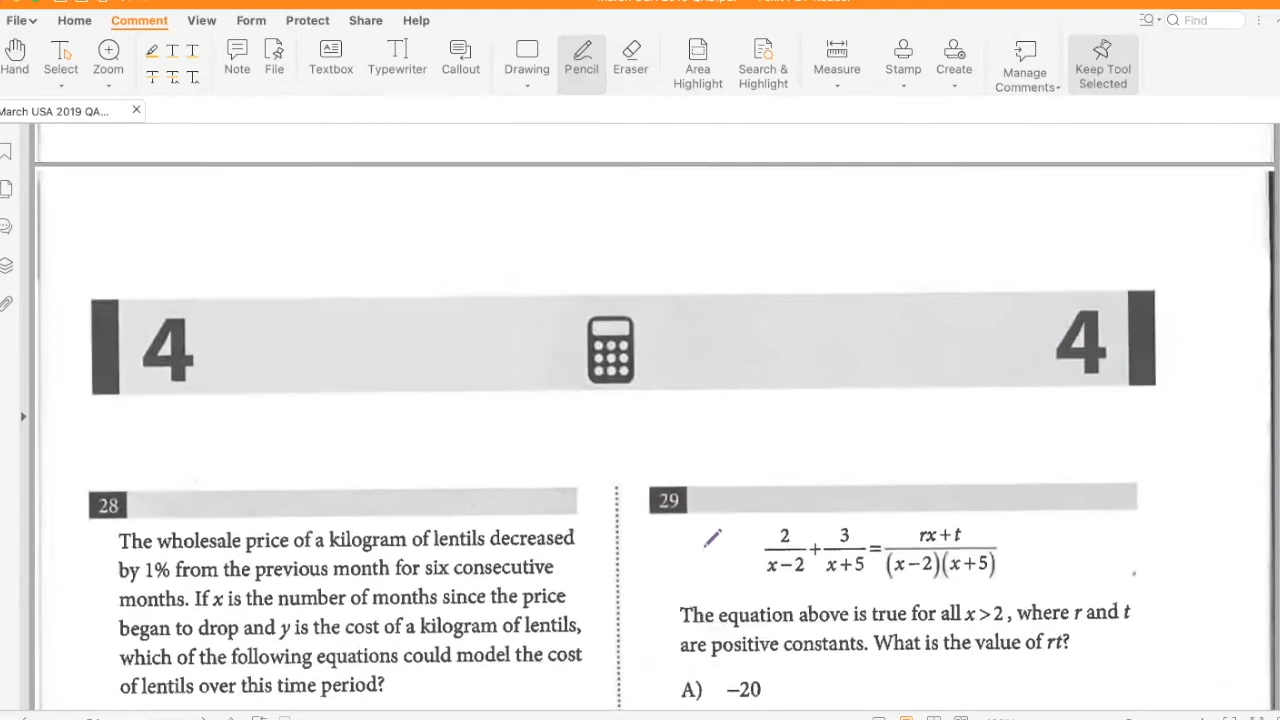 File
Home
Comment
View
Form
Protect
Share
Help
Find
Hand
Select
Zoom
Note
File
Textbox
Typewriter
Callout
Drawing
Pencil
Eraser
Area
Highlight
Search &
Highlight
Measure
Stamp
Create
Manage
Comments
Keep Tool
Selected
March USA 2019 QA...
4
4
28
The wholesale price of a kilogram of lentils decreased
by 1% from the previous month for six consecutive
months. If x is the number of months since the price
began to drop and y is the cost of a kilogram of lentils,
which of the following equations could model the cost
of lentils over this time period?
29
2/(x−2) + 3/(x+5) = (rx+t)/((x−2)(x+5))
The equation above is true for all x>2, where r and t
are positive constants. What is the value of rt?
A) −20